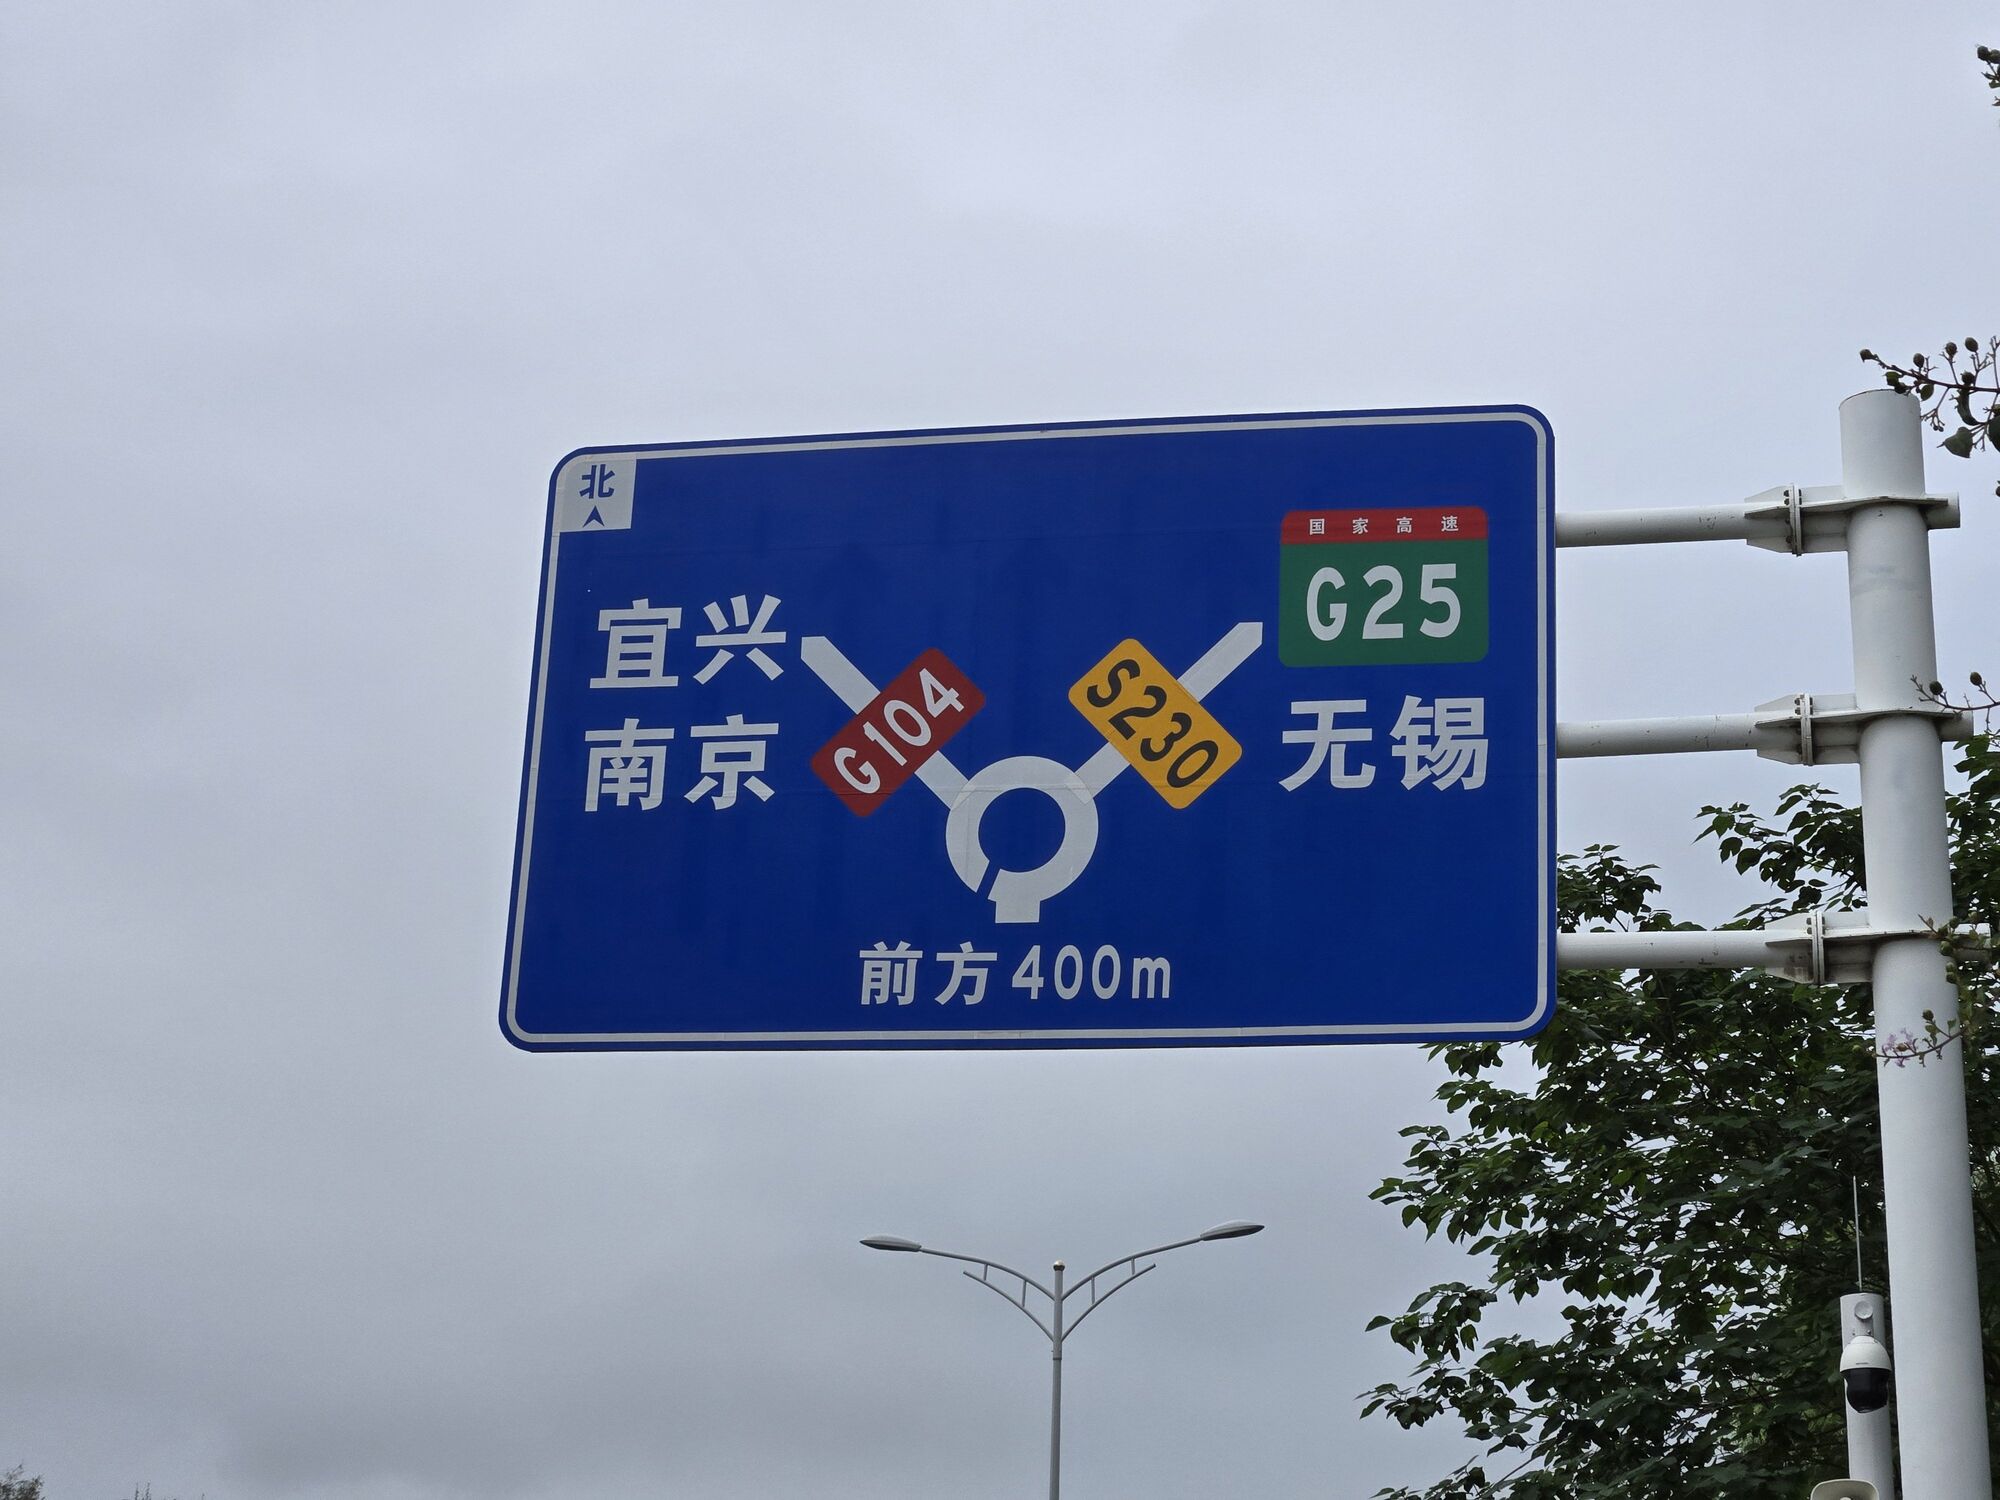 北
国家高速
G25
宜兴
南京
G104
S230
无锡
前方400m